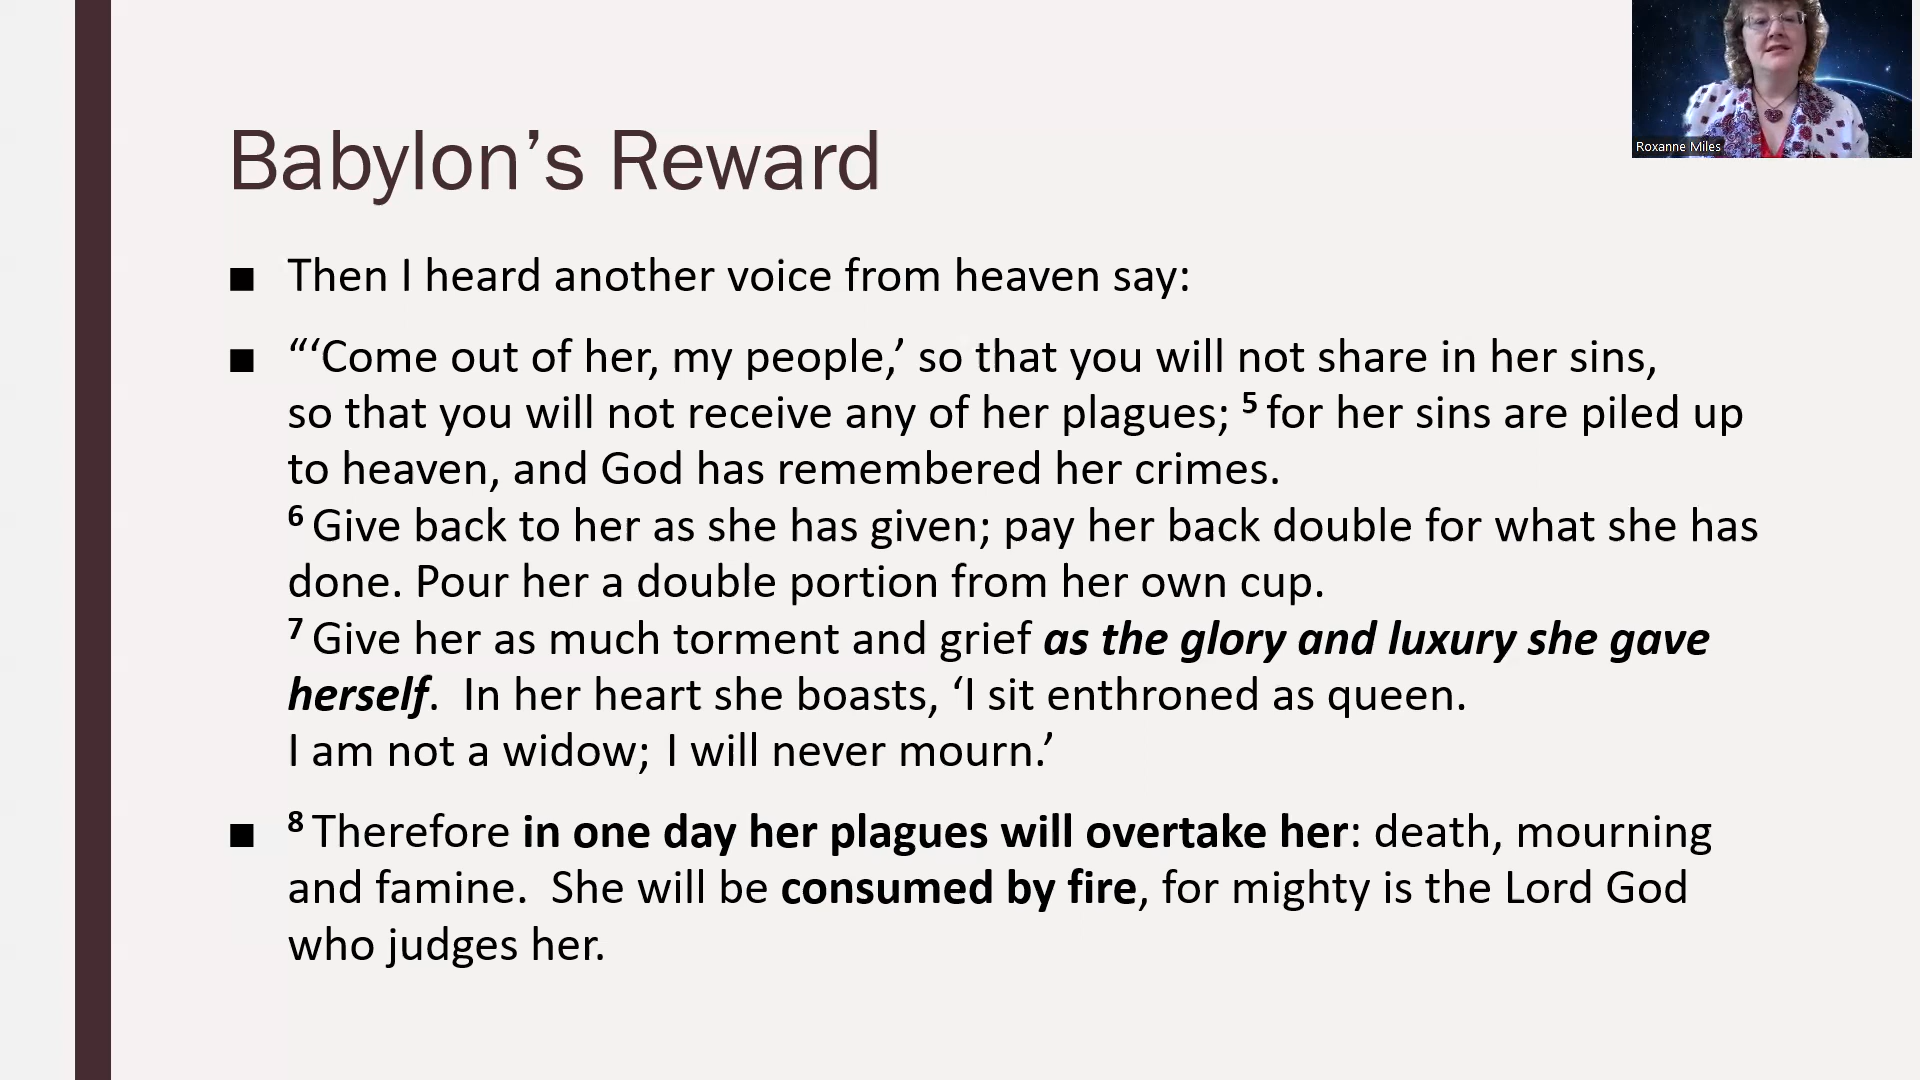 Roxanne Miles
Babylon’s Reward
■ Then I heard another voice from heaven say:
■ “‘Come out of her, my people,’ so that you will not share in her sins,
so that you will not receive any of her plagues; ⁵ for her sins are piled up
to heaven, and God has remembered her crimes.
⁶ Give back to her as she has given; pay her back double for what she has
done. Pour her a double portion from her own cup.
⁷ Give her as much torment and grief as the glory and luxury she gave
herself.  In her heart she boasts, ‘I sit enthroned as queen.
I am not a widow; I will never mourn.’
■ ⁸ Therefore in one day her plagues will overtake her: death, mourning
and famine.  She will be consumed by fire, for mighty is the Lord God
who judges her.